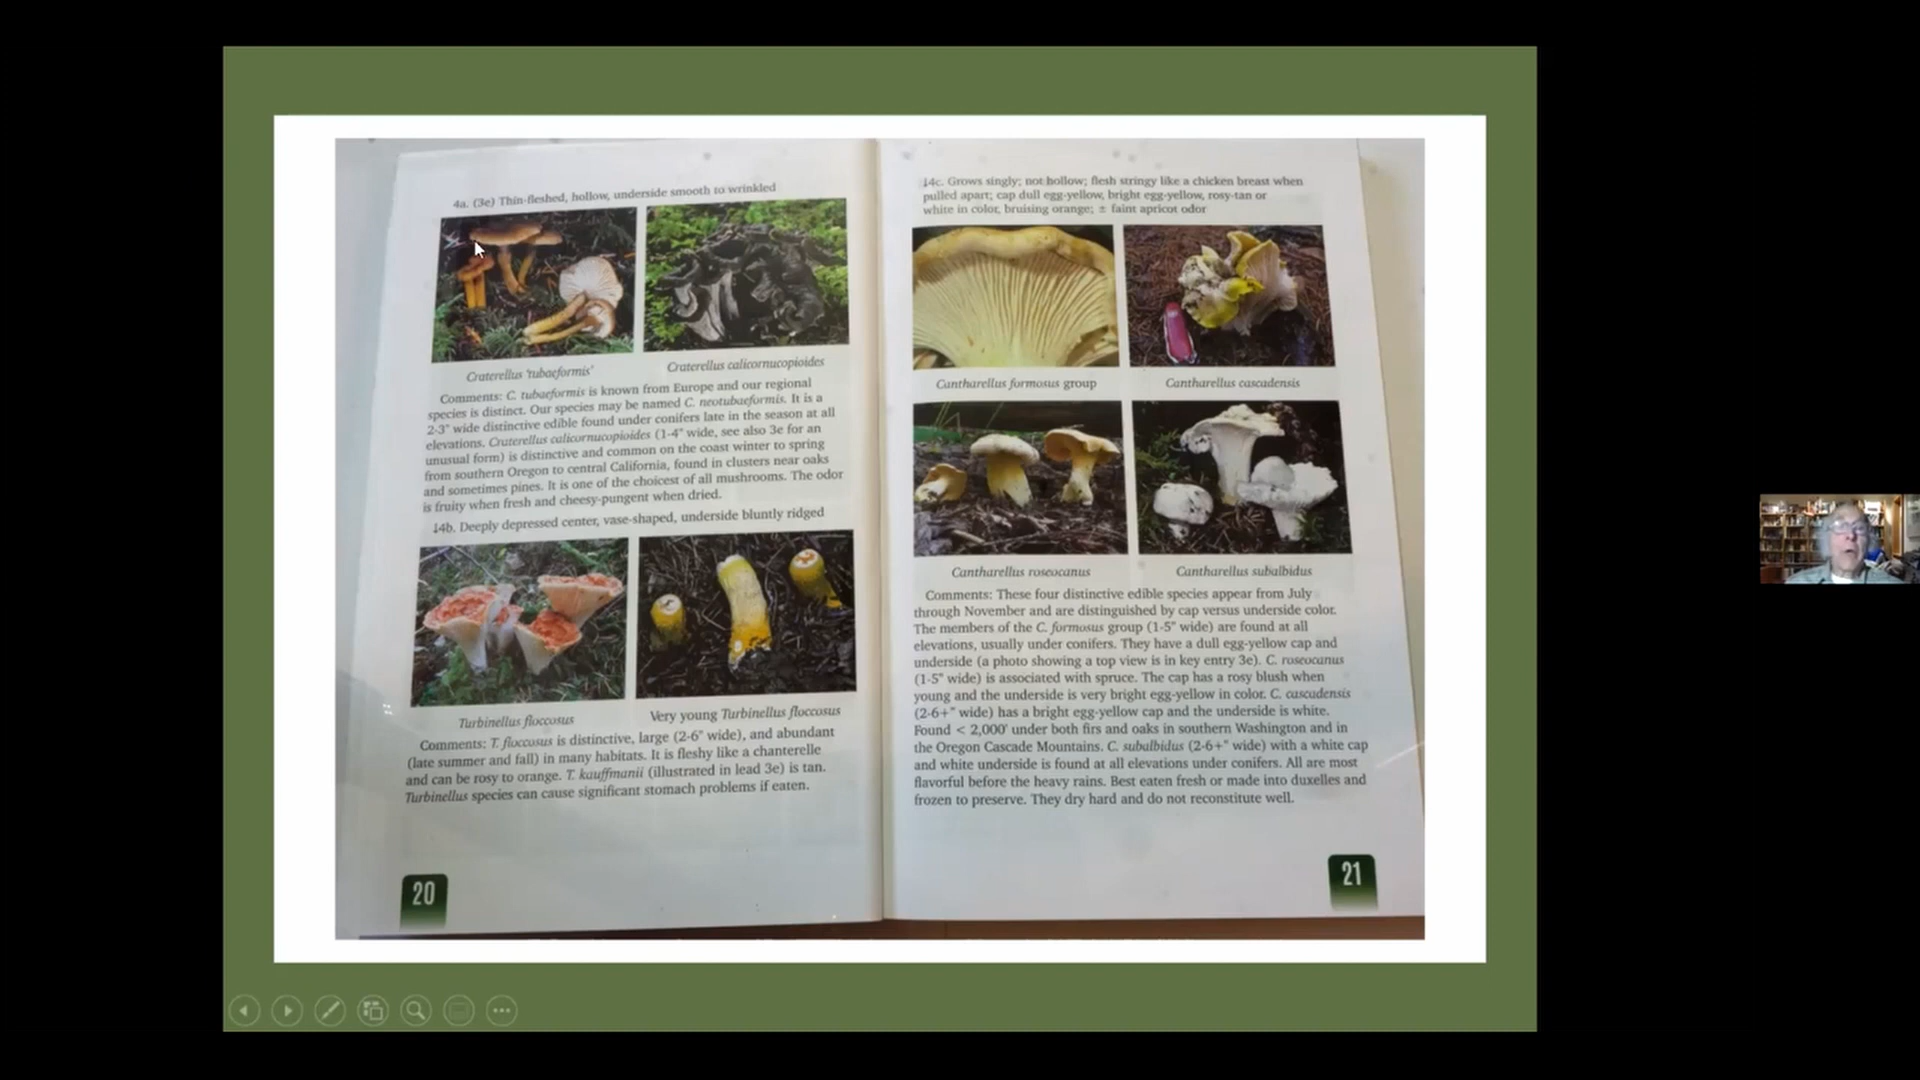 4a. (3e) Thin-fleshed, hollow, underside smooth to wrinkled
Craterellus 'tubaeformis'
Craterellus calicornucopioides
Comments: C. tubaeformis is known from Europe and our regional
species is distinct. Our species may be named C. neotubaeformis. It is a
2-3" wide distinctive edible found under conifers late in the season at all
elevations. Craterellus calicornucopioides (1-4" wide, see also 3e for an
unusual form) is distinctive and common on the coast winter to spring
from southern Oregon to central California, found in clusters near oaks
and sometimes pines. It is one of the choicest of all mushrooms. The odor
is fruity when fresh and cheesy-pungent when dried.
↓4b. Deeply depressed center, vase-shaped, underside bluntly ridged
Turbinellus floccosus
Very young Turbinellus floccosus
Comments: T. floccosus is distinctive, large (2-6" wide), and abundant
(late summer and fall) in many habitats. It is fleshy like a chanterelle
and can be rosy to orange. T. kauffmanii (illustrated in lead 3e) is tan.
Turbinellus species can cause significant stomach problems if eaten.
20
↓4c. Grows singly; not hollow; flesh stringy like a chicken breast when
pulled apart; cap dull egg-yellow, bright egg-yellow, rosy-tan or
white in color, bruising orange; ± faint apricot odor
Cantharellus formosus group
Cantharellus cascadensis
Cantharellus roseocanus
Cantharellus subalbidus
Comments: These four distinctive edible species appear from July
through November and are distinguished by cap versus underside color.
The members of the C. formosus group (1-5" wide) are found at all
elevations, usually under conifers. They have a dull egg-yellow cap and
underside (a photo showing a top view is in key entry 3e). C. roseocanus
(1-5" wide) is associated with spruce. The cap has a rosy blush when
young and the underside is very bright egg-yellow in color. C. cascadensis
(2-6+" wide) has a bright egg-yellow cap and the underside is white.
Found < 2,000' under both firs and oaks in southern Washington and in
the Oregon Cascade Mountains. C. subalbidus (2-6+" wide) with a white cap
and white underside is found at all elevations under conifers. All are most
flavorful before the heavy rains. Best eaten fresh or made into duxelles and
frozen to preserve. They dry hard and do not reconstitute well.
21